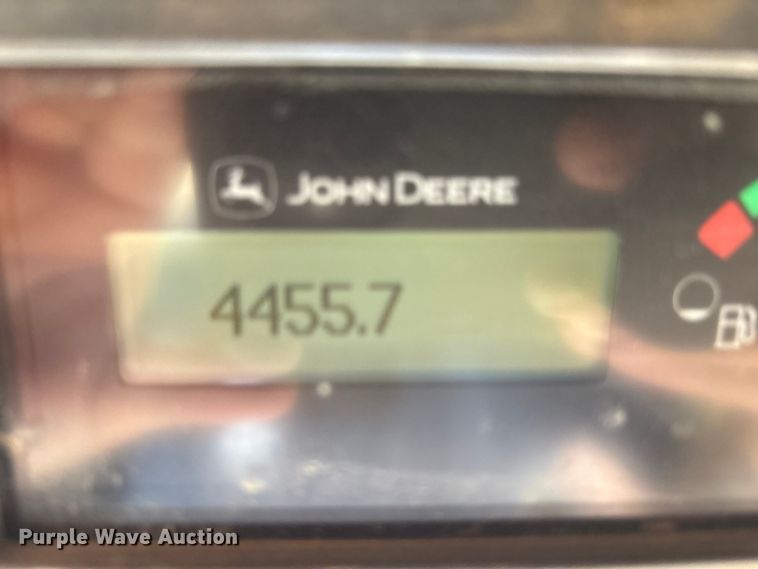 JOHN DEERE
4455.7
Purple Wave Auction